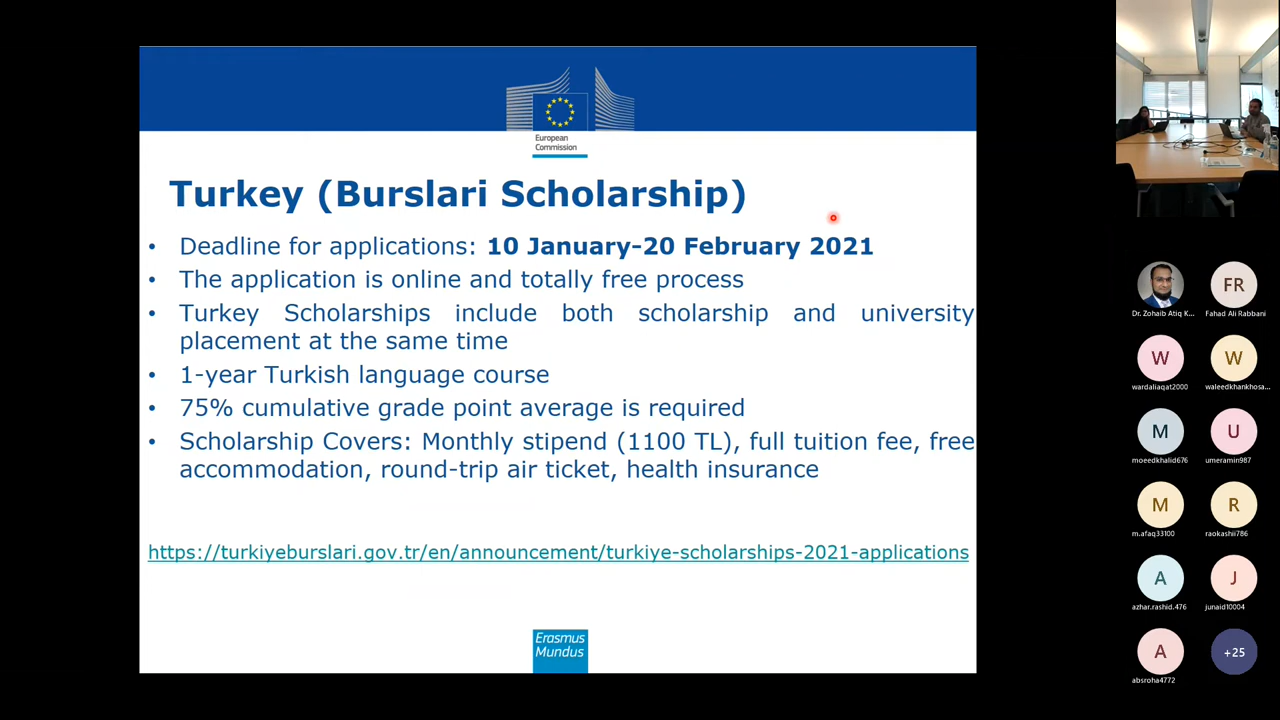 European
Commission
Turkey (Burslari Scholarship)
• Deadline for applications: 10 January-20 February 2021
• The application is online and totally free process
• Turkey Scholarships include both scholarship and university
placement at the same time
• 1-year Turkish language course
• 75% cumulative grade point average is required
• Scholarship Covers: Monthly stipend (1100 TL), full tuition fee, free
accommodation, round-trip air ticket, health insurance
https://turkiyeburslari.gov.tr/en/announcement/turkiye-scholarships-2021-applications
Erasmus
Mundus
Dr. Zohaib Atiq K...
FR
Fahad Ali Rabbani
W
wardaliaqat2000
W
waleedkhankhosa...
M
moeedkhalid676
U
umeramin987
M
m.afaq33100
R
raokashii786
A
azhar.rashid.476
J
junaid10004
A
absroha4772
+25